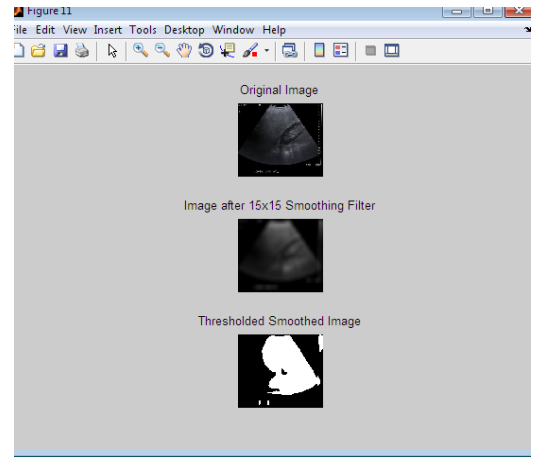 Figure 11
File Edit View Insert Tools Desktop Window Help
Original Image
Image after 15x15 Smoothing Filter
Thresholded Smoothed Image